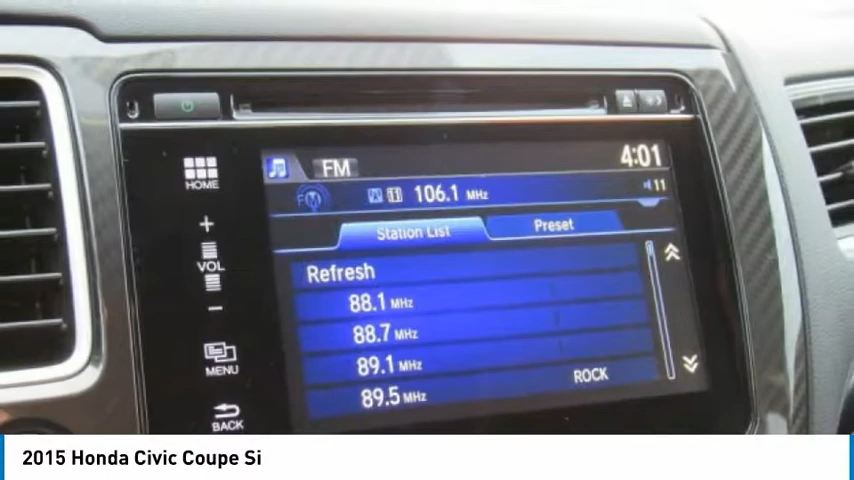 FM
4:01
FM 106.1 MHz
11
HOME
Station List Preset
+
VOL
Refresh
88.1 MHz
88.7 MHz
−
89.1 MHz
MENU
89.5 MHz ROCK
BACK
2015 Honda Civic Coupe Si